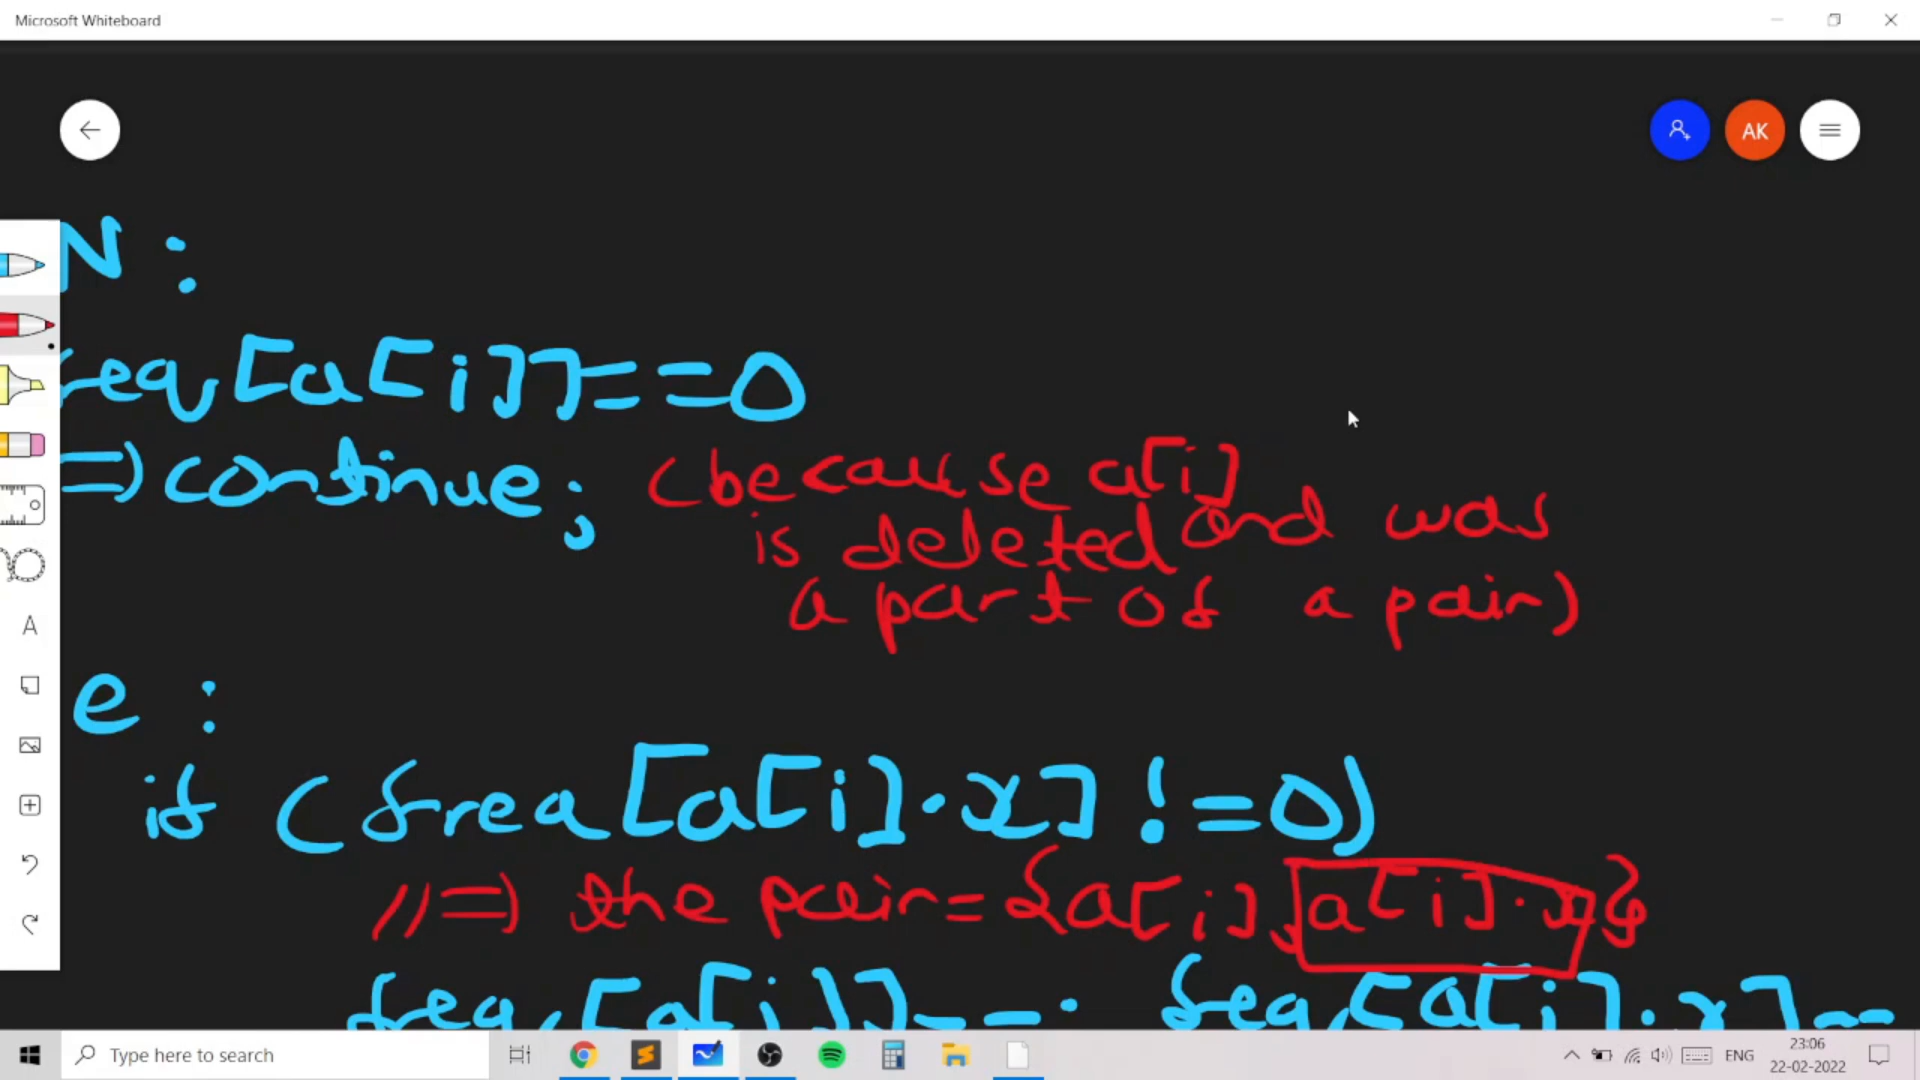 Microsoft Whiteboard
AK
N :
req[a[i]]==0
=> continue; (because a[i]
is deleted and was
a part of a pair)
e :
if (freq[a[i]·x] != 0)
// => the pair = {a[i], a[i]·x}
freq[a[i]]--; freq[a[i]·x]--
A
Type here to search
ENG
23:06
22-02-2022